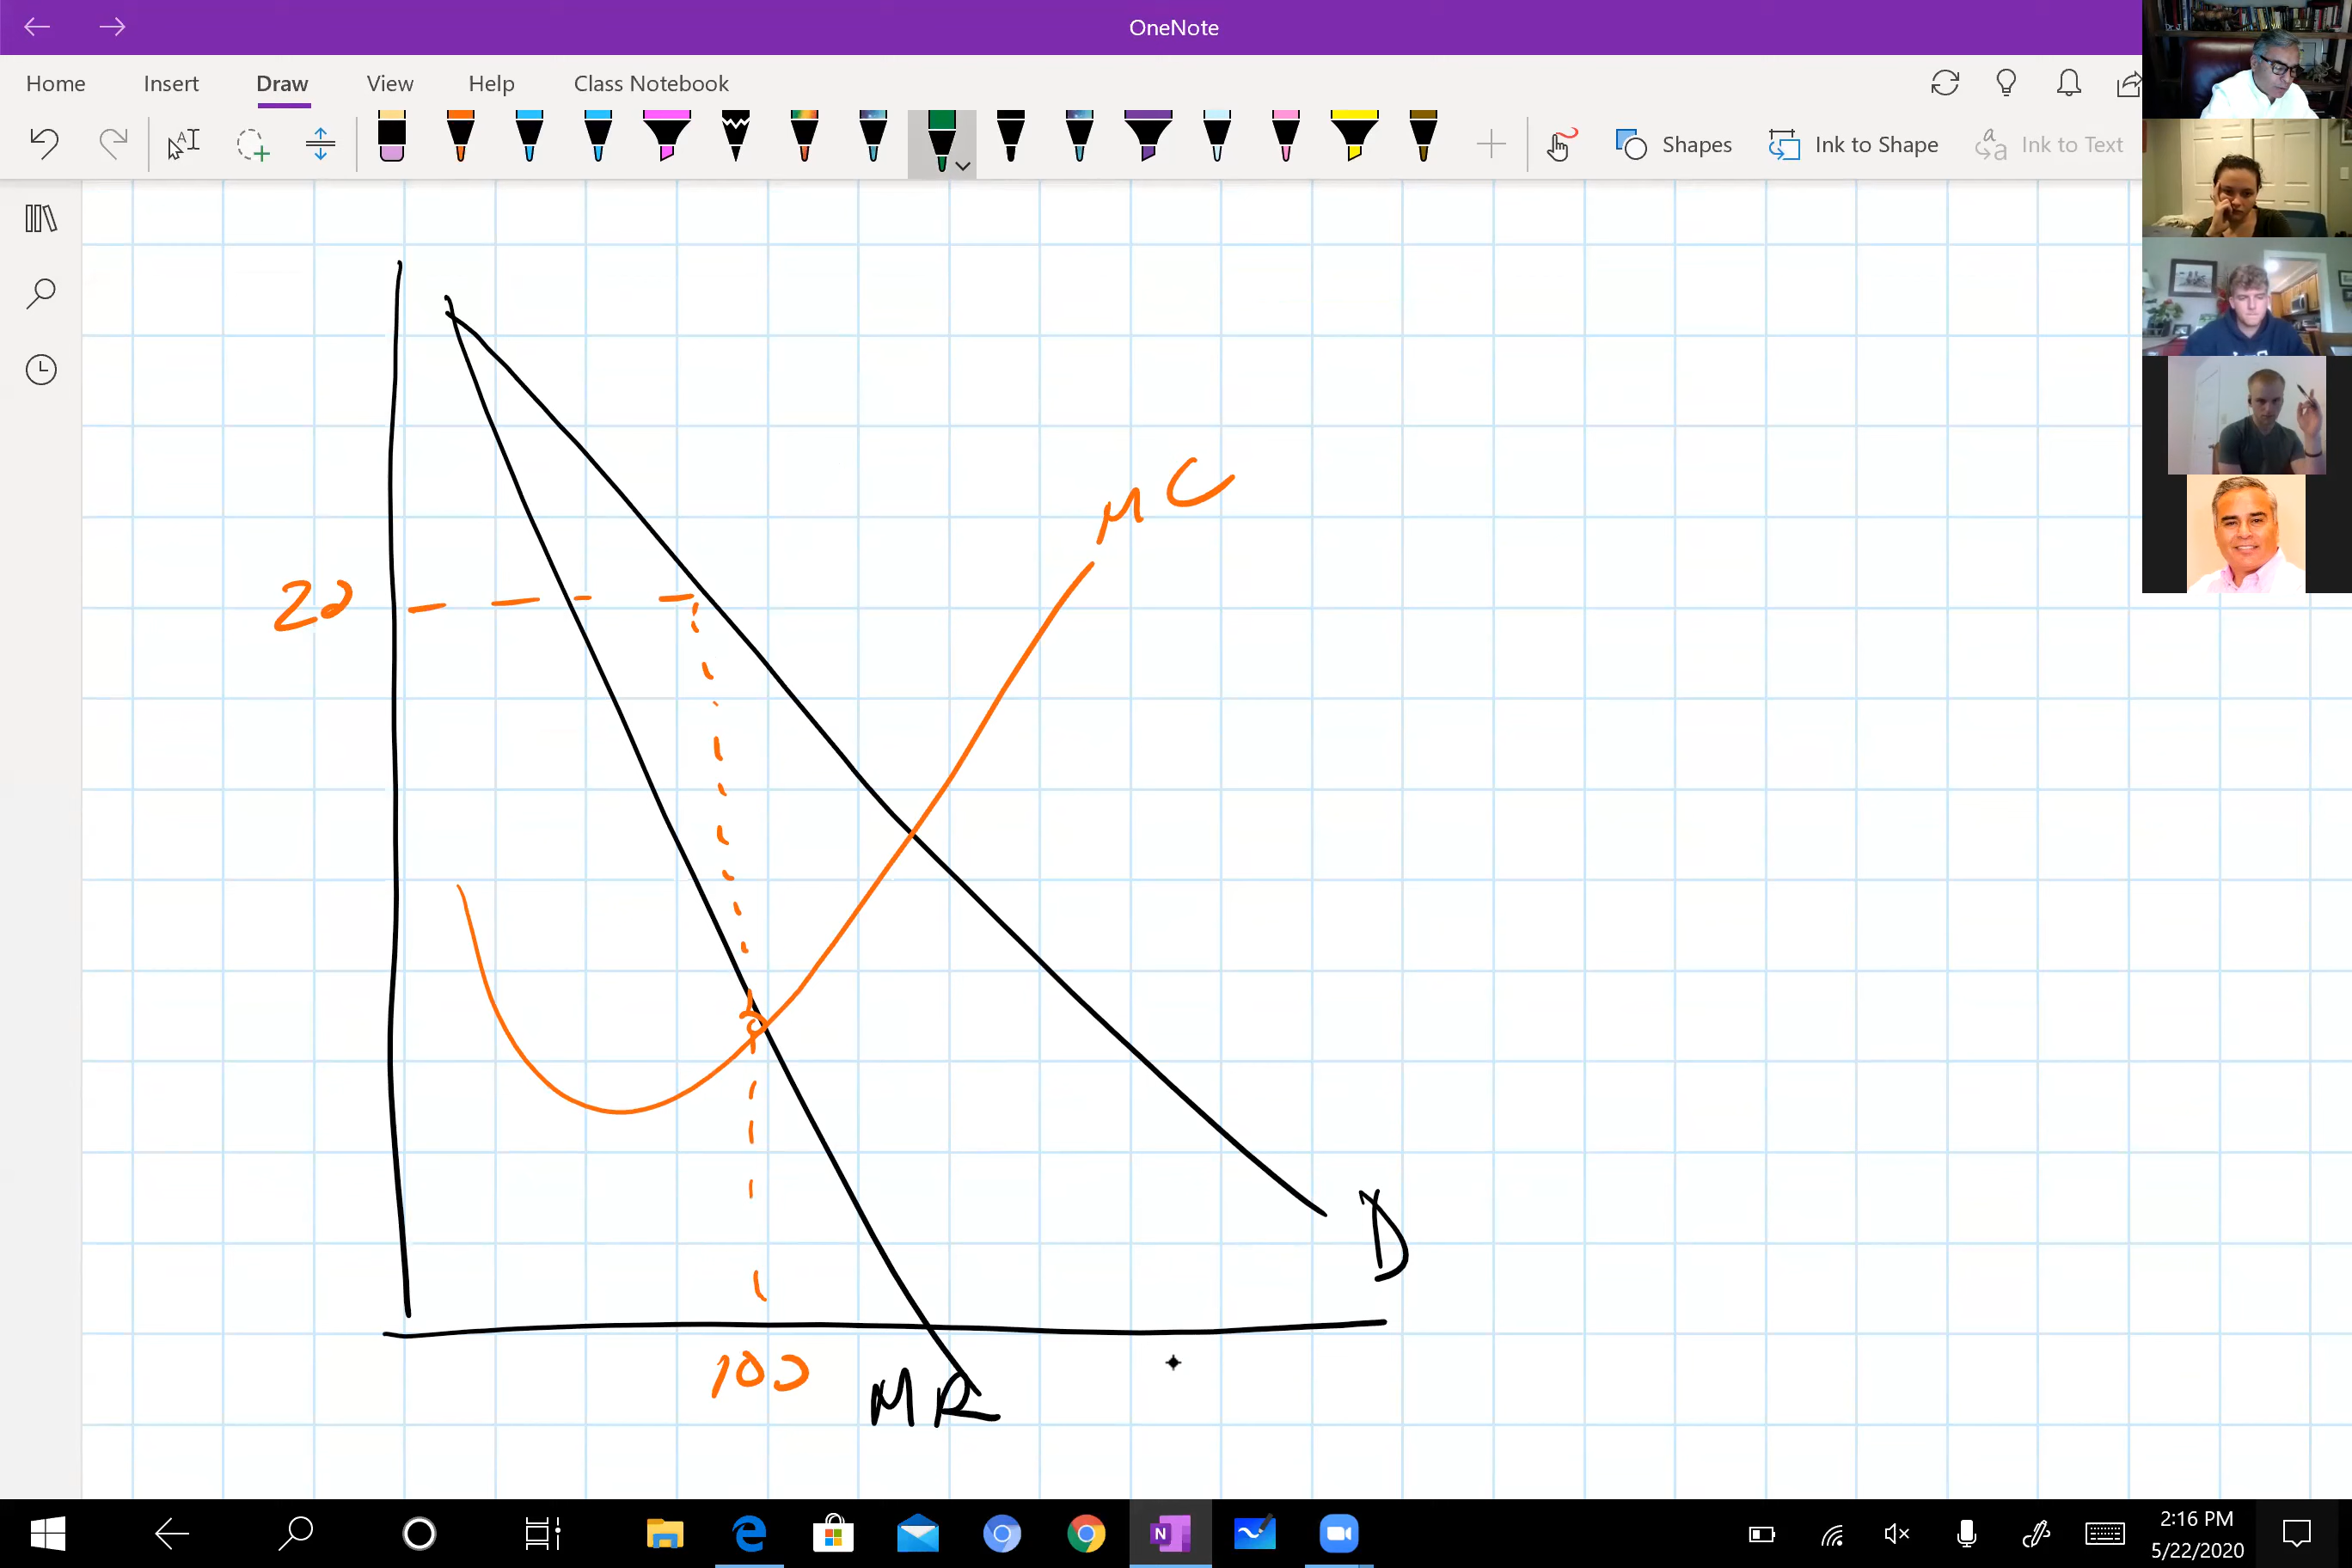 OneNote
Home Insert Draw View Help Class Notebook
Shapes Ink to Shape Ink to Text
MC
20
D
100
MR
2:16 PM
5/22/2020